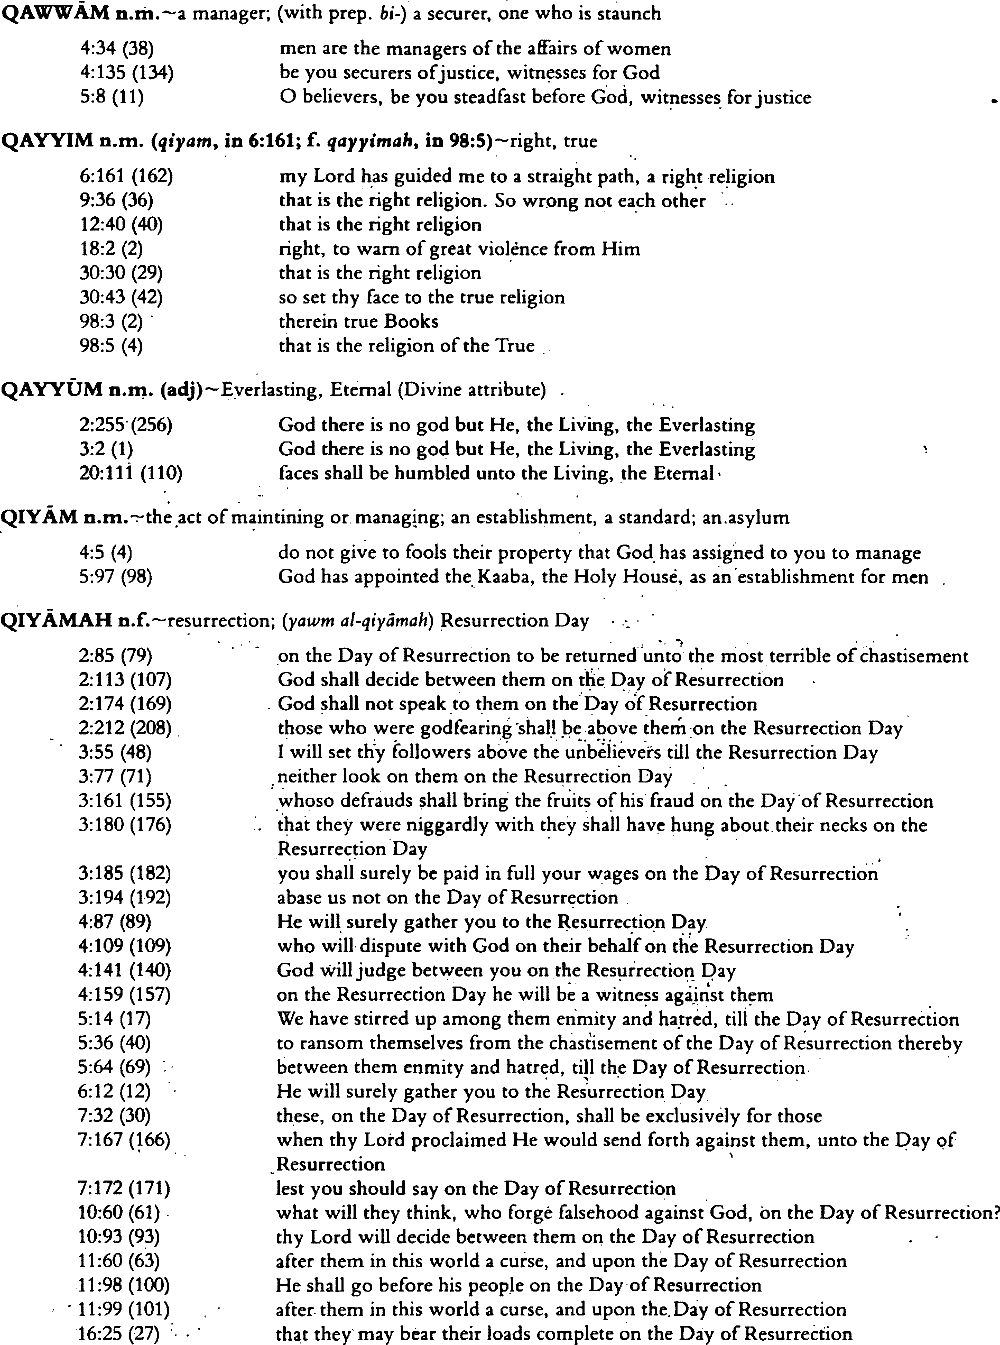 QAWWĀM n.m.~a manager; (with prep. bi-) a securer, one who is staunch
4:34 (38) men are the managers of the affairs of women
4:135 (134) be you securers of justice, witnesses for God
5:8 (11) O believers, be you steadfast before God, witnesses for justice
QAYYIM n.m. (qiyam, in 6:161; f. qayyimah, in 98:5)~right, true
6:161 (162) my Lord has guided me to a straight path, a right religion
9:36 (36) that is the right religion. So wrong not each other
12:40 (40) that is the right religion
18:2 (2) right, to warn of great violence from Him
30:30 (29) that is the right religion
30:43 (42) so set thy face to the true religion
98:3 (2) therein true Books
98:5 (4) that is the religion of the True
QAYYŪM n.m. (adj)~Everlasting, Eternal (Divine attribute)
2:255 (256) God there is no god but He, the Living, the Everlasting
3:2 (1) God there is no god but He, the Living, the Everlasting
20:111 (110) faces shall be humbled unto the Living, the Eternal
QIYĀM n.m.~the act of maintining or managing; an establishment, a standard; an asylum
4:5 (4) do not give to fools their property that God has assigned to you to manage
5:97 (98) God has appointed the Kaaba, the Holy House, as an establishment for men
QIYĀMAH n.f.~resurrection; (yawm al-qiyāmah) Resurrection Day
2:85 (79) on the Day of Resurrection to be returned unto the most terrible of chastisement
2:113 (107) God shall decide between them on the Day of Resurrection
2:174 (169) God shall not speak to them on the Day of Resurrection
2:212 (208) those who were godfearing shall be above them on the Resurrection Day
3:55 (48) I will set thy followers above the unbelievers till the Resurrection Day
3:77 (71) neither look on them on the Resurrection Day
3:161 (155) whoso defrauds shall bring the fruits of his fraud on the Day of Resurrection
3:180 (176) that they were niggardly with they shall have hung about their necks on the
Resurrection Day
3:185 (182) you shall surely be paid in full your wages on the Day of Resurrection
3:194 (192) abase us not on the Day of Resurrection
4:87 (89) He will surely gather you to the Resurrection Day
4:109 (109) who will dispute with God on their behalf on the Resurrection Day
4:141 (140) God will judge between you on the Resurrection Day
4:159 (157) on the Resurrection Day he will be a witness against them
5:14 (17) We have stirred up among them enmity and hatred, till the Day of Resurrection
5:36 (40) to ransom themselves from the chastisement of the Day of Resurrection thereby
5:64 (69) between them enmity and hatred, till the Day of Resurrection
6:12 (12) He will surely gather you to the Resurrection Day
7:32 (30) these, on the Day of Resurrection, shall be exclusively for those
7:167 (166) when thy Lord proclaimed He would send forth against them, unto the Day of
Resurrection
7:172 (171) lest you should say on the Day of Resurrection
10:60 (61) what will they think, who forge falsehood against God, on the Day of Resurrection?
10:93 (93) thy Lord will decide between them on the Day of Resurrection
11:60 (63) after them in this world a curse, and upon the Day of Resurrection
11:98 (100) He shall go before his people on the Day of Resurrection
11:99 (101) after them in this world a curse, and upon the Day of Resurrection
16:25 (27) that they may bear their loads complete on the Day of Resurrection